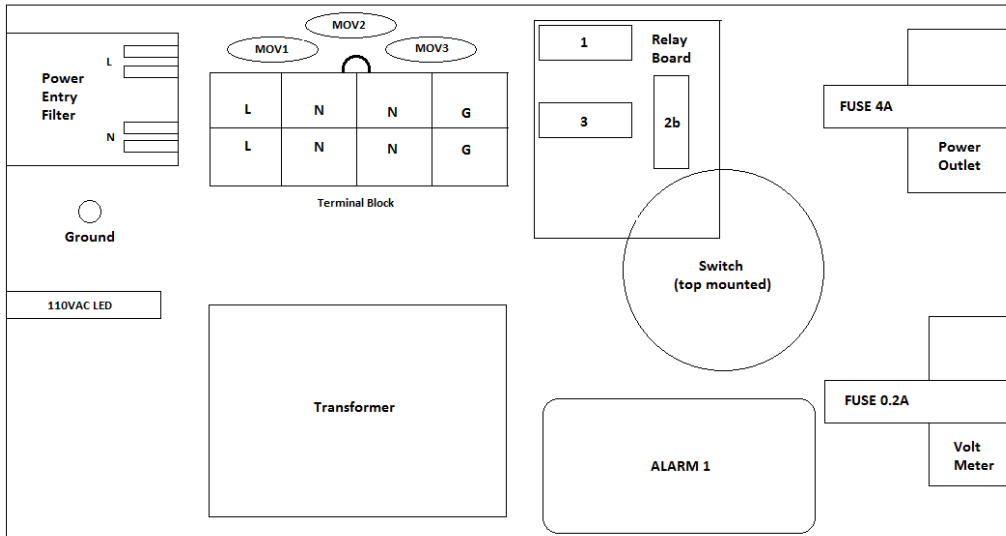 MOV2
MOV1
MOV3
L
Power
Entry
Filter
N
L
N
N
G
L
N
N
G
Terminal Block
1
Relay
Board
3
2b
FUSE 4A
Power
Outlet
Ground
Switch
(top mounted)
110VAC LED
Transformer
FUSE 0.2A
ALARM 1
Volt
Meter